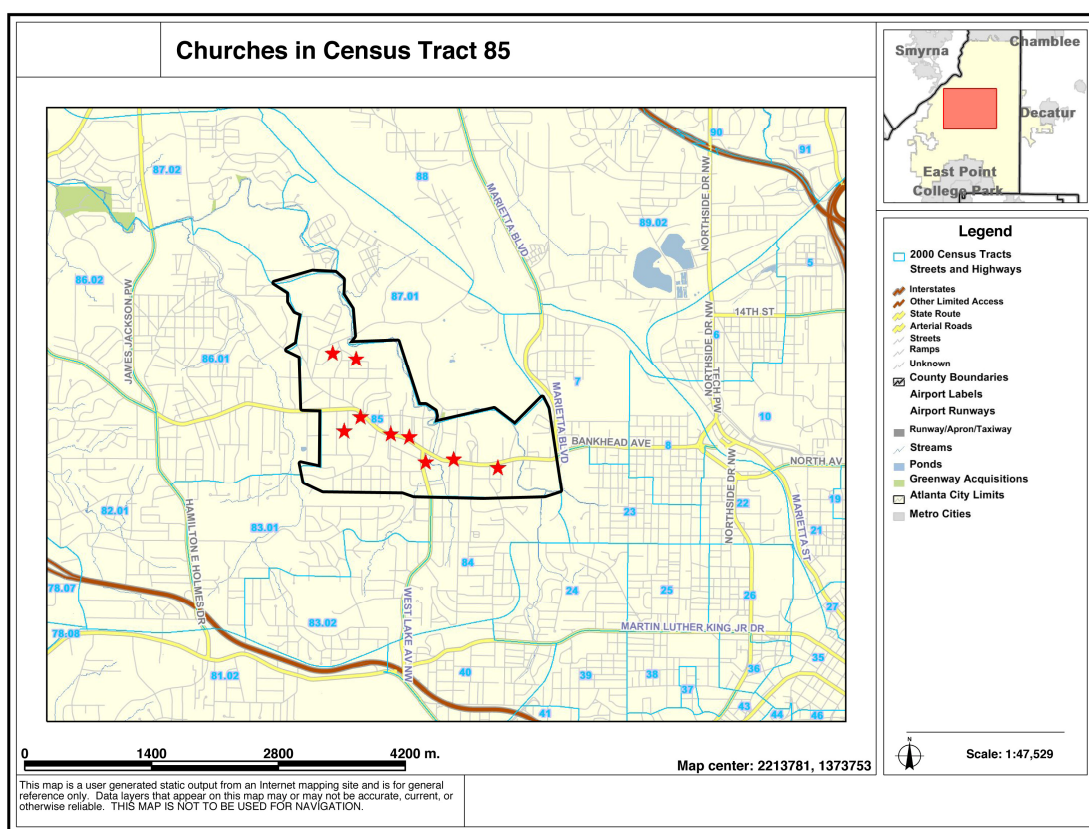 Churches in Census Tract 85
Smyrna
Chamblee
Decatur
East Point
College Park
90
91
87.02
88
MARIETTA BLVD
NORTHSIDE DR NW
89.02
5
86.02
87.01
JAMES JACKSON PW
14TH ST
NORTHSIDE DR NW
6
86.01
TECH PW
7
MARIETTA BLVD
10
85
BANKHEAD AVE
8
NORTH AV
NORTHSIDE DR NW
HAMILTON E HOLMES DR
82.01
83.01
23
22
MARIETTA ST
19
21
84
78.07
24
25
26
27
WEST LAKE AV NW
83.02
MARTIN LUTHER KING JR DR
78.08
35
81.02
40
39
38
36
37
41
43
44
46
Legend
2000 Census Tracts
Streets and Highways
Interstates
Other Limited Access
State Route
Arterial Roads
Streets
Ramps
Unknown
County Boundaries
Airport Labels
Airport Runways
Runway/Apron/Taxiway
Streams
Ponds
Greenway Acquisitions
Atlanta City Limits
Metro Cities
N
Scale: 1:47,529
0 1400 2800 4200 m.
Map center: 2213781, 1373753
This map is a user generated static output from an Internet mapping site and is for general
reference only. Data layers that appear on this map may or may not be accurate, current, or
otherwise reliable. THIS MAP IS NOT TO BE USED FOR NAVIGATION.